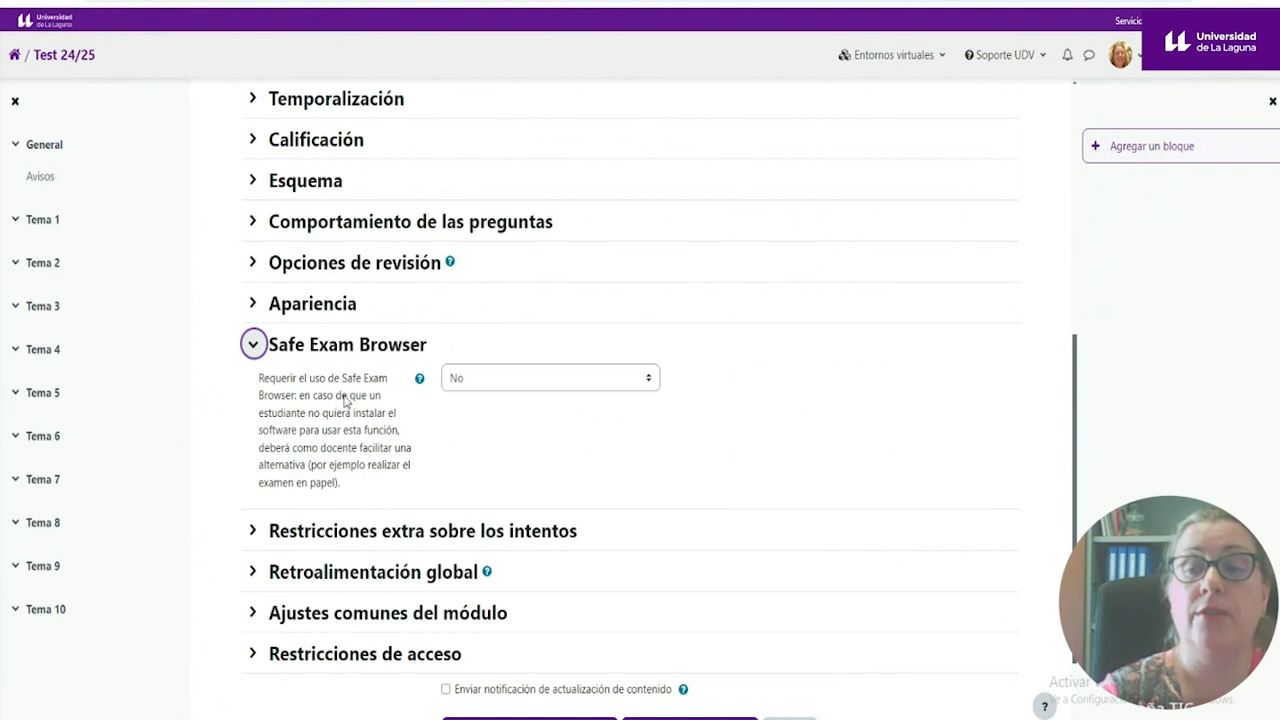 Universidad
de La Laguna
Servicio
Universidad
de La Laguna
/ Test 24/25
Entornos virtuales
Soporte UDV
General
Avisos
Tema 1
Tema 2
Tema 3
Tema 4
Tema 5
Tema 6
Tema 7
Tema 8
Tema 9
Tema 10
Temporalización
Calificación
Esquema
Comportamiento de las preguntas
Opciones de revisión
Apariencia
Safe Exam Browser
Requerir el uso de Safe Exam
Browser: en caso de que un
estudiante no quiera instalar el
software para usar esta función,
deberá como docente facilitar una
alternativa (por ejemplo realizar el
examen en papel).
No
Restricciones extra sobre los intentos
Retroalimentación global
Ajustes comunes del módulo
Restricciones de acceso
Enviar notificación de actualización de contenido
+ Agregar un bloque
Activar